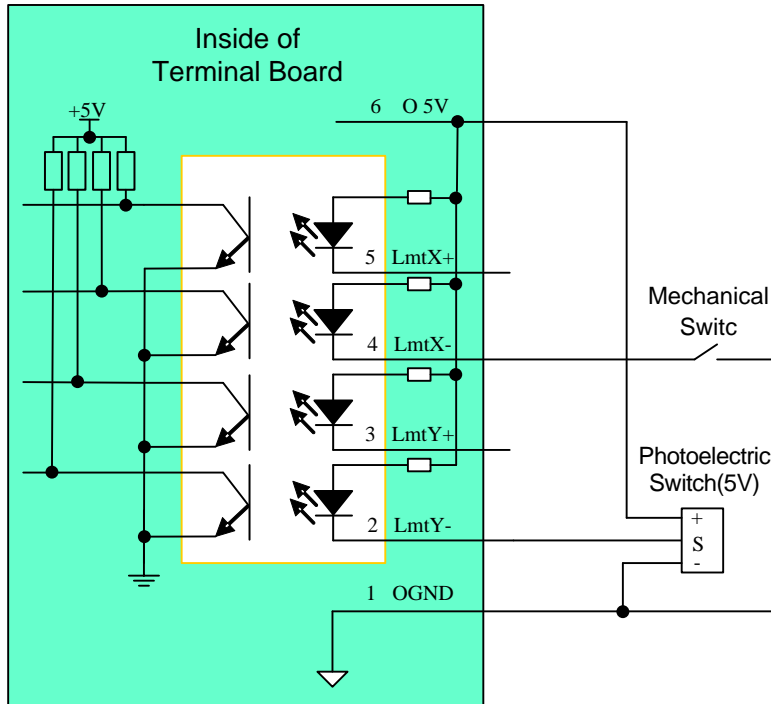 Inside of
Terminal Board
+5V
6 O 5V
5 LmtX+
4 LmtX-
3 LmtY+
2 LmtY-
1 OGND
Mechanical
Switc
Photoelectric
Switch(5V)
+
S
-